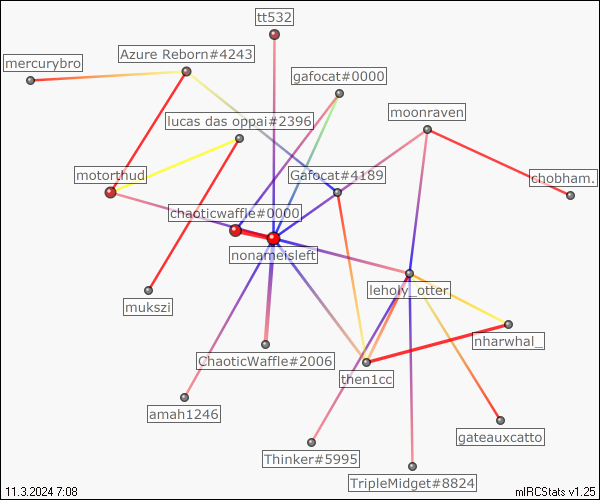 tt532
Azure Reborn#4243
mercurybro
gafocat#0000
moonraven
lucas das oppai#2396
motorthud
Gafocat#4189
chobham.
chaoticwaffle#0000
nonameisleft
leholy_otter.
mukszi
nharwhal_
ChaoticWaffle#2006
then1cc
amah1246
gateauxcatto
Thinker#5995
TripleMidget#8824
11.3.2024 7:08
mIRCStats v1.25